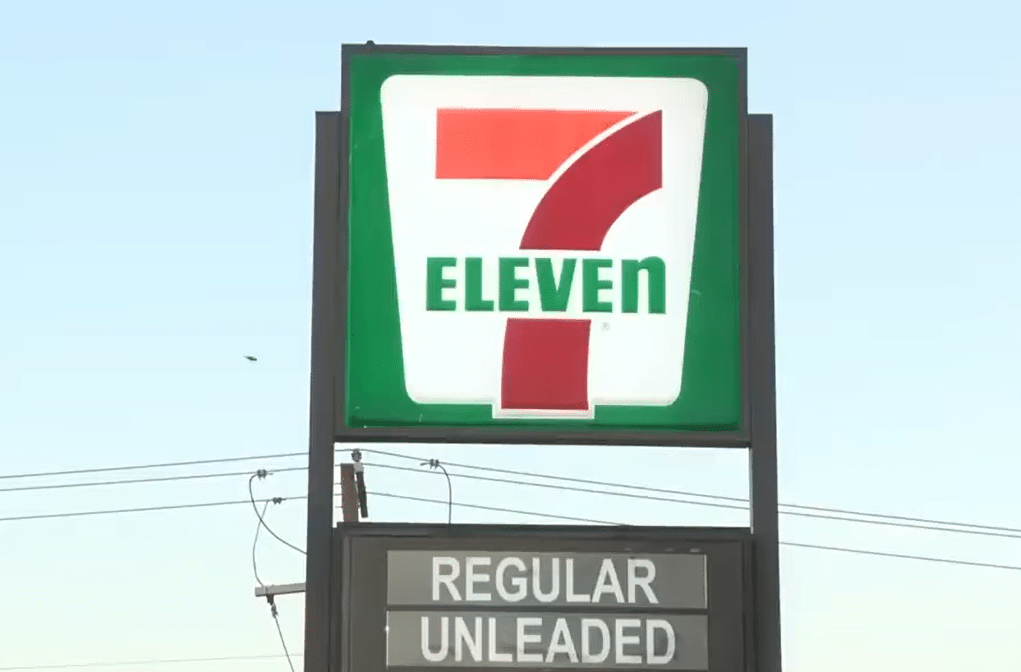 7
ELEVEn
®
REGULAR
UNLEADED